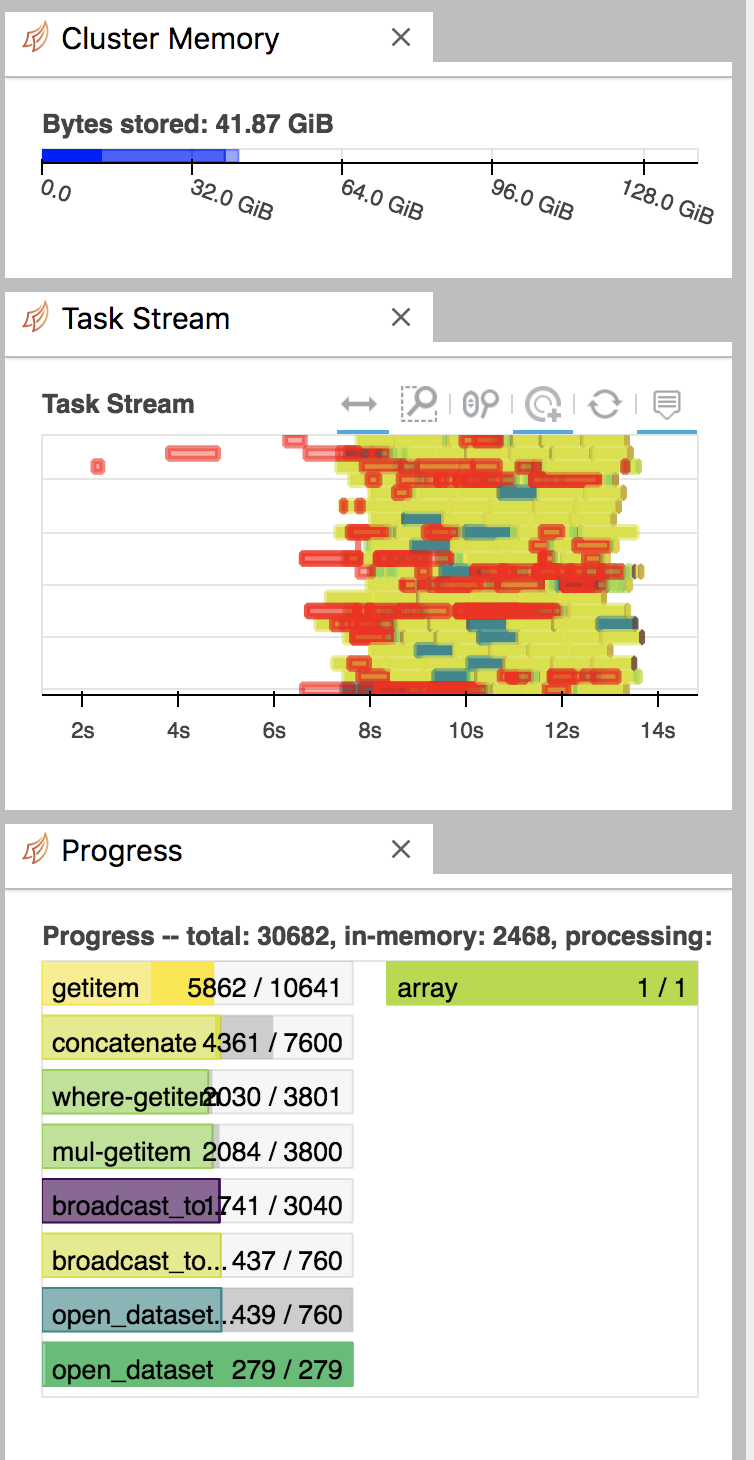 Cluster Memory
Bytes stored: 41.87 GiB
0.0 32.0 GiB 64.0 GiB 96.0 GiB 128.0 GiB
Task Stream
Task Stream
2s 4s 6s 8s 10s 12s 14s
Progress
Progress -- total: 30682, in-memory: 2468, processing:
getitem 5862 / 10641 array 1 / 1
concatenate 4361 / 7600
where-getitem 2030 / 3801
mul-getitem 2084 / 3800
broadcast_to... 1741 / 3040
broadcast_to... 437 / 760
open_dataset... 439 / 760
open_dataset 279 / 279